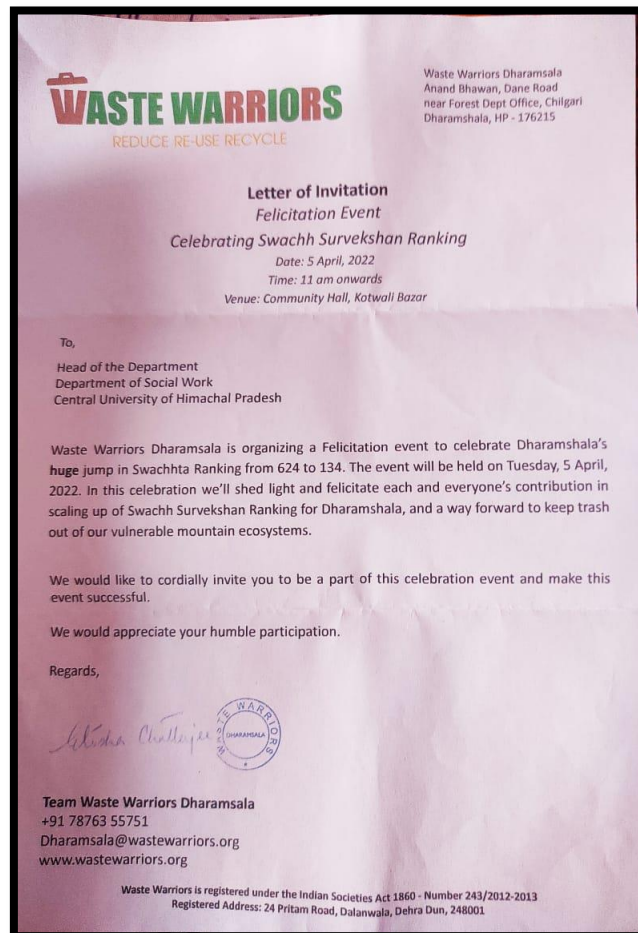 WASTE WARRIORS
REDUCE RE-USE RECYCLE
Waste Warriors Dharamsala
Anand Bhawan, Dane Road
near Forest Dept Office, Chilgari
Dharamshala, HP - 176215
Letter of Invitation
Felicitation Event
Celebrating Swachh Survekshan Ranking
Date: 5 April, 2022
Time: 11 am onwards
Venue: Community Hall, Kotwali Bazar
To,
Head of the Department
Department of Social Work
Central University of Himachal Pradesh
Waste Warriors Dharamsala is organizing a Felicitation event to celebrate Dharamshala's
huge jump in Swachhta Ranking from 624 to 134. The event will be held on Tuesday, 5 April,
2022. In this celebration we'll shed light and felicitate each and everyone's contribution in
scaling up of Swachh Survekshan Ranking for Dharamshala, and a way forward to keep trash
out of our vulnerable mountain ecosystems.
We would like to cordially invite you to be a part of this celebration event and make this
event successful.
We would appreciate your humble participation.
Regards,
Chatterjee
WASTE WARRIORS
DHARAMSALA
Team Waste Warriors Dharamsala
+91 78763 55751
Dharamsala@wastewarriors.org
www.wastewarriors.org
Waste Warriors is registered under the Indian Societies Act 1860 - Number 243/2012-2013
Registered Address: 24 Pritam Road, Dalanwala, Dehra Dun, 248001